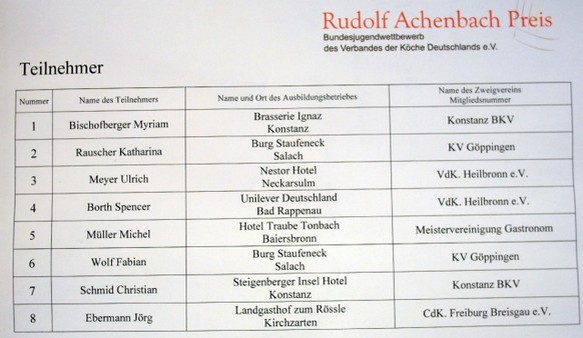 Rudolf Achenbach Preis
Bundesjugendwettbewerb
des Verbandes der Köche Deutschlands e.V.
Teilnehmer
Nummer Name des Teilnehmers Name und Ort des Ausbildungsbetriebes Name des Zweigvereins Mitgliedsnummer
1 Bischofberger Myriam Brasserie Ignaz Konstanz Konstanz BKV
2 Rauscher Katharina Burg Staufeneck Salach KV Göppingen
3 Meyer Ulrich Nestor Hotel Neckarsulm VdK. Heilbronn e.V.
4 Borth Spencer Unilever Deutschland Bad Rappenau VdK. Heilbronn e.V.
5 Müller Michel Hotel Traube Tonbach Baiersbronn Meistervereinigung Gastronom
6 Wolf Fabian Burg Staufeneck Salach KV Göppingen
7 Schmid Christian Steigenberger Insel Hotel Konstanz Konstanz BKV
8 Ebermann Jörg Landgasthof zum Rössle Kirchzarten CdK. Freiburg Breisgau e.V.